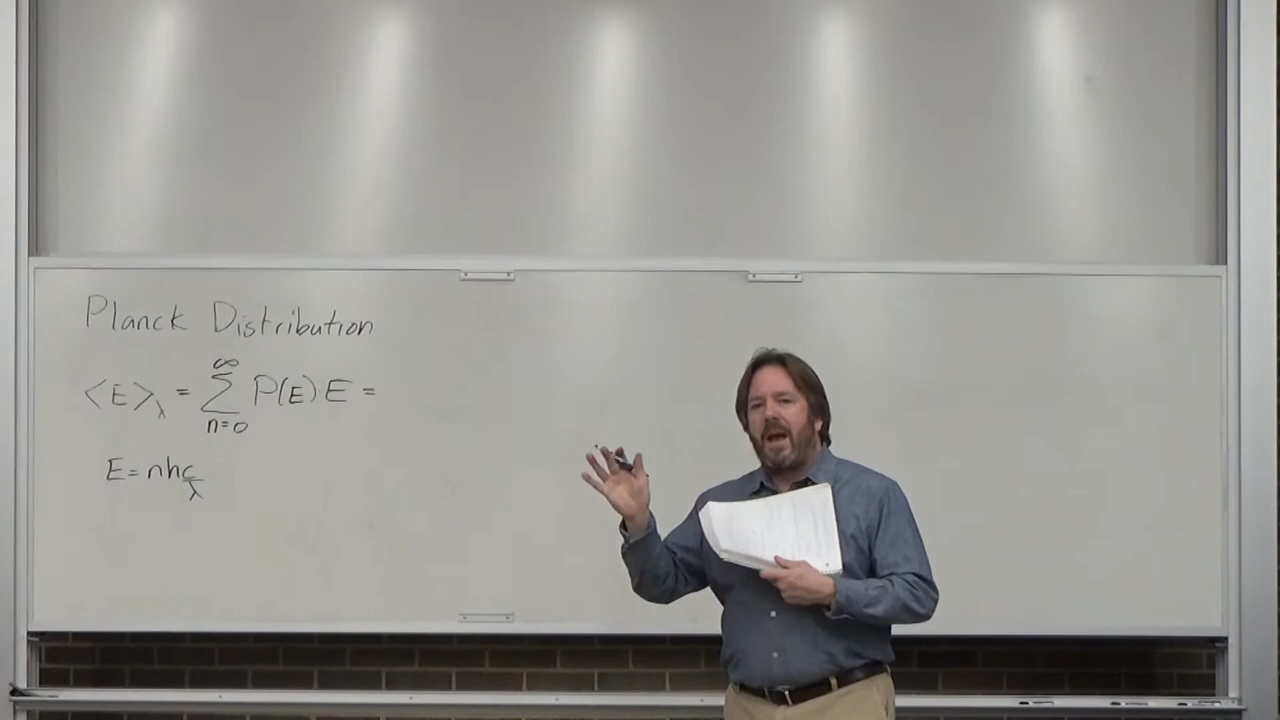 Planck Distribution
<E>λ = ∞ Σ n=0 P(E) E =
E = nhc/λ